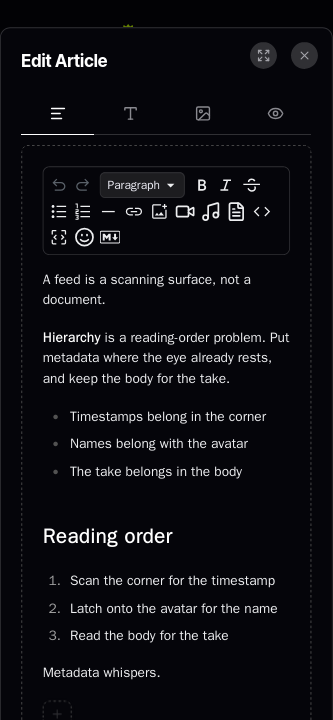 Edit Article
Paragraph
B I S
M↓
A feed is a scanning surface, not a
document.
Hierarchy is a reading-order problem. Put
metadata where the eye already rests,
and keep the body for the take.
Timestamps belong in the corner
Names belong with the avatar
The take belongs in the body
Reading order
1. Scan the corner for the timestamp
2. Latch onto the avatar for the name
3. Read the body for the take
Metadata whispers.